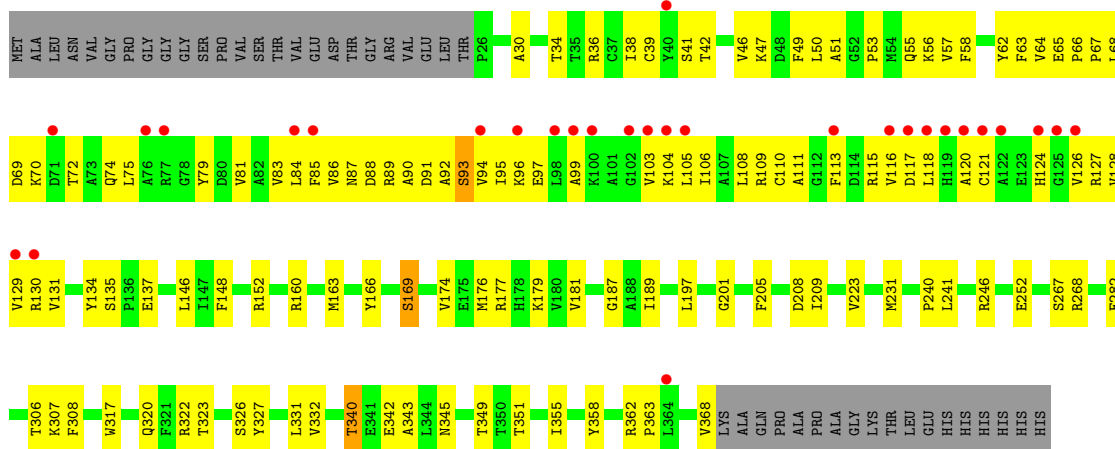 MET ALA LEU ASN VAL GLY PRO GLY GLY SER PRO VAL SER THR VAL GLU ASP THR GLY ARG VAL GLU LEU THR P26 A30 T34 T35 R36 C37 I38 C39 Y40 S41 T42 V46 K47 D48 F49 L50 A51 G52 P53 M54 Q55 K56 V57 F58 Y62 F63 V64 E65 P66 P67 L68
D69 K70 D71 T72 A73 Q74 L75 A76 R77 G78 Y79 D80 V81 A82 V83 L84 F85 V86 N87 D88 R89 A90 D91 A92 S93 V94 I95 K96 E97 L98 A99 K100 A101 G102 V103 K104 L105 I106 A107 L108 R109 C110 A111 G112 F113 D114 R115 V116 D117 L118 H119 A120 C121 A122 E123 H124 G125 V126 R127 V128
V129 R130 V131 Y134 S135 P136 E137 L146 I147 F148 R152 R160 M163 Y166 S169 V174 E175 M176 R177 H178 K179 V180 V181 G187 A188 I189 L197 G201 F205 D208 I209 V223 M231 P240 L241 R246 E252 S267 R268
T306 K307 F308 W317 Q320 F321 R322 T323 S326 Y327 L331 V332 T340 E341 E342 A343 L344 N345 T349 T350 T351 I355 Y358 R362 P363 L364 V368 LYS ALA GLN PRO ALA PRO ALA GLY LYS THR LEU GLU HIS HIS HIS HIS HIS HIS